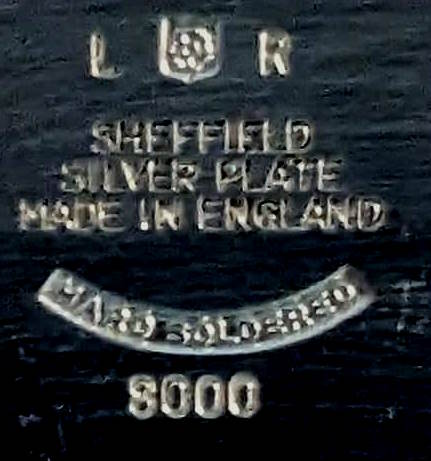 L R
SHEFFIELD
SILVER PLATE
MADE IN ENGLAND
HARD SOLDERED
8000